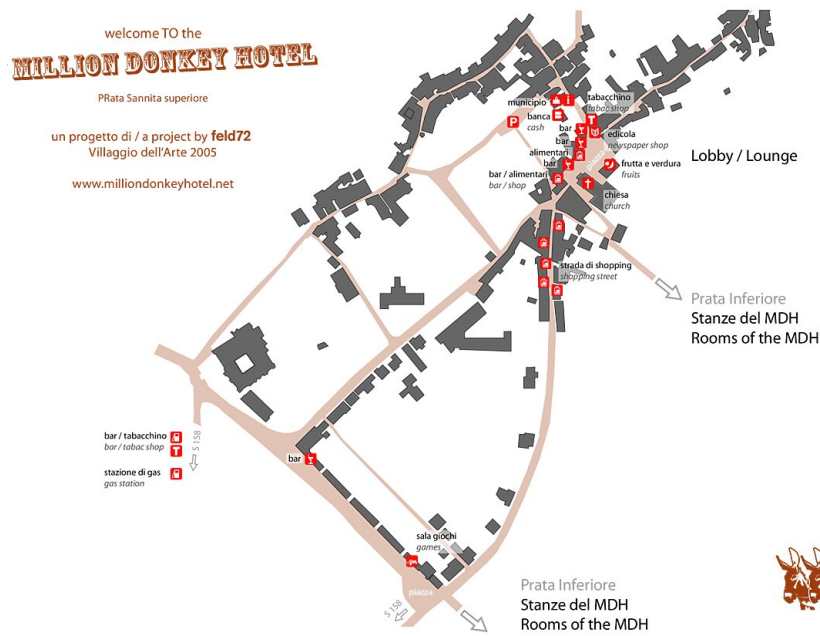 welcome TO the
MILLION DONKEY HOTEL
PRata Sannita superiore
un progetto di / a project by feld72
Villaggio dell'Arte 2005
www.milliondonkeyhotel.net
municipio
i
tabacchino
tabac shop
P
banca
cash
T
bar
edicola
newspaper shop
bar
piazza
alimentari
bar
frutta e verdura
fruits
Lobby / Lounge
bar / alimentari
bar / shop
chiesa
church
strada di shopping
shopping street
Prata Inferiore
Stanze del MDH
Rooms of the MDH
bar / tabacchino
bar / tabac shop
T
S 158
stazione di gas
gas station
bar
sala giochi
games
piazza
S 158
Prata Inferiore
Stanze del MDH
Rooms of the MDH